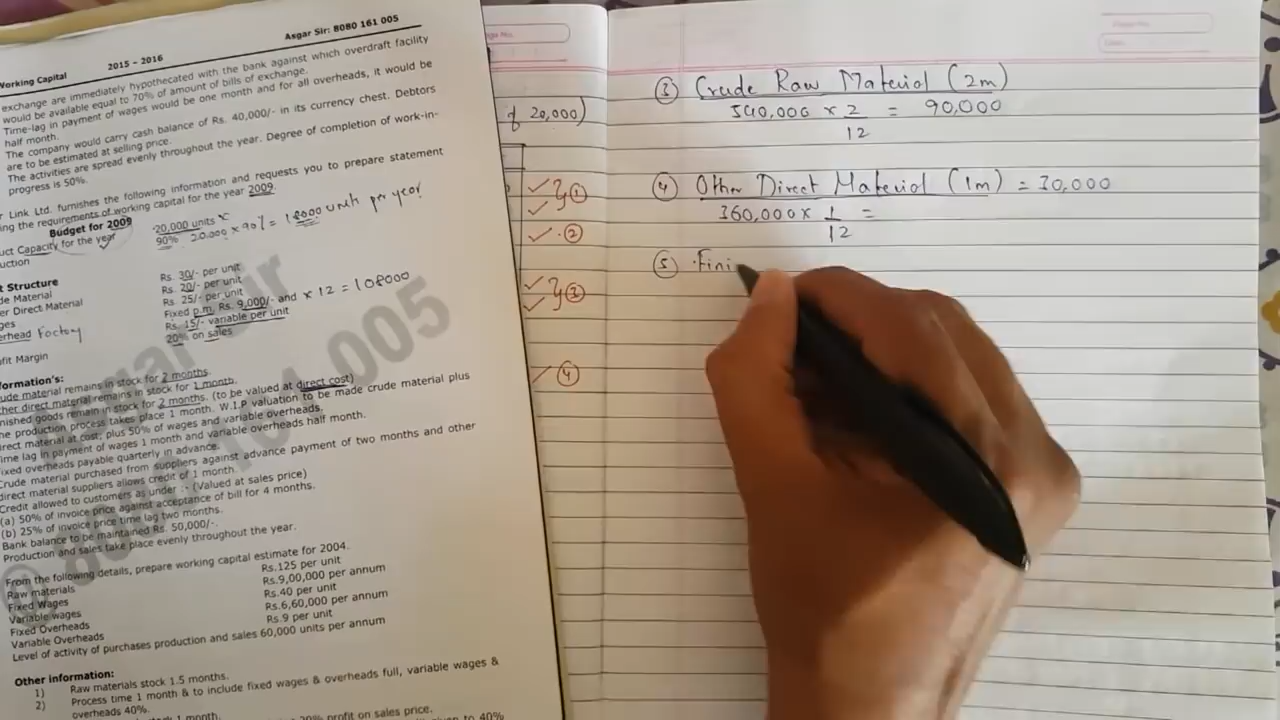 Asgar Sir: 8080 161 005
Working Capital 2015 – 2016
exchange are immediately hypothecated with the bank against which overdraft facility
would be available equal to 70% of amount of bills of exchange.
Time-lag in payment of wages would be one month and for all overheads, it would be
half month.
The company would carry cash balance of Rs. 40,000/- in its currency chest. Debtors
are to be estimated at selling price.
The activities are spread evenly throughout the year. Degree of completion of work-in-
progress is 50%.
Link Ltd. furnishes the following information and requests you to prepare statement
the requirements of working capital for the year 2009.
Budget for 2009
Capacity for the year 20,000 units
90% 20,000 x 90% = 18000 units per year
Structure
Material Rs. 30/- per unit
Direct Material Rs. 20/- per unit
Rs. 25/- per unit
Factory Fixed p.m. Rs. 9,000/- and x 12 = 108000
Rs. 15/- variable per unit
Margin 20% on sales
material remains in stock for 2 months.
direct material remains in stock for 1 month.
goods remain in stock for 2 months. (to be valued at direct cost)
production process takes place 1 month. W.I.P valuation to be made crude material plus
direct material at cost, plus 50% of wages and variable overheads.
Time lag in payment of wages 1 month and variable overheads half month.
Fixed overheads payable quarterly in advance.
Crude material purchased from suppliers against advance payment of two months and other
direct material suppliers allows credit of 1 month.
Credit allowed to customers as under :- (Valued at sales price)
(a) 50% of invoice price against acceptance of bill for 4 months.
(b) 25% of invoice price time lag two months.
Bank balance to be maintained Rs. 50,000/-.
Production and sales take place evenly throughout the year.
From the following details, prepare working capital estimate for 2004.
Raw materials Rs.125 per unit
Fixed Wages Rs.9,00,000 per annum
Variable wages Rs.40 per unit
Fixed Overheads Rs.6,60,000 per annum
Variable Overheads Rs.9 per unit
Level of activity of purchases production and sales 60,000 units per annum
Other information:
1) Raw materials stock 1.5 months.
2) Process time 1 month & to include fixed wages & overheads full, variable wages &
overheads 40%.
1 month.
profit on sales price.
to 40%
of 20,000)
①
②
③
④
③ Crude Raw Material (2m)
540,000 x 2/12 = 90,000
④ Other Direct Material (1m) = 30,000
360,000 x 1/12 =
⑤ Fini